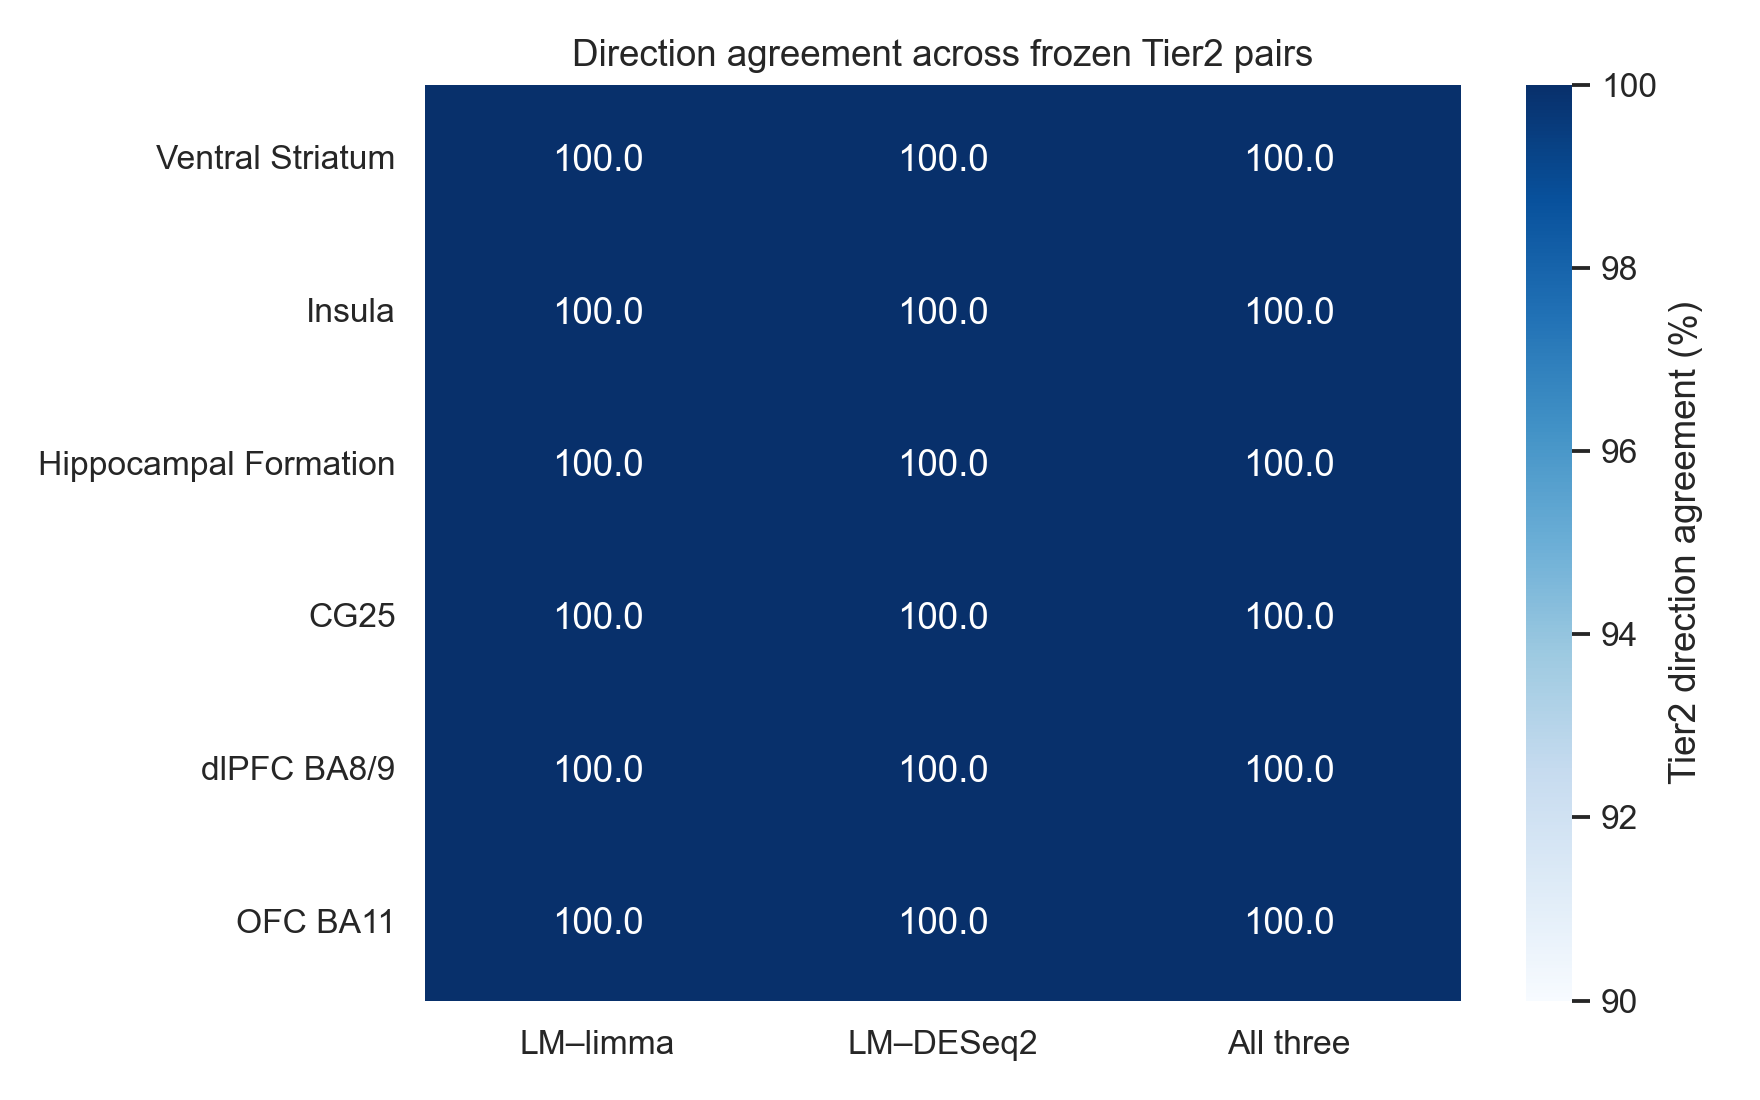 Direction agreement across frozen Tier2 pairs
Ventral Striatum 100.0 100.0 100.0
Insula 100.0 100.0 100.0
Hippocampal Formation 100.0 100.0 100.0
CG25 100.0 100.0 100.0
dlPFC BA8/9 100.0 100.0 100.0
OFC BA11 100.0 100.0 100.0
LM–limma LM–DESeq2 All three
100
98
96
94
92
90
Tier2 direction agreement (%)